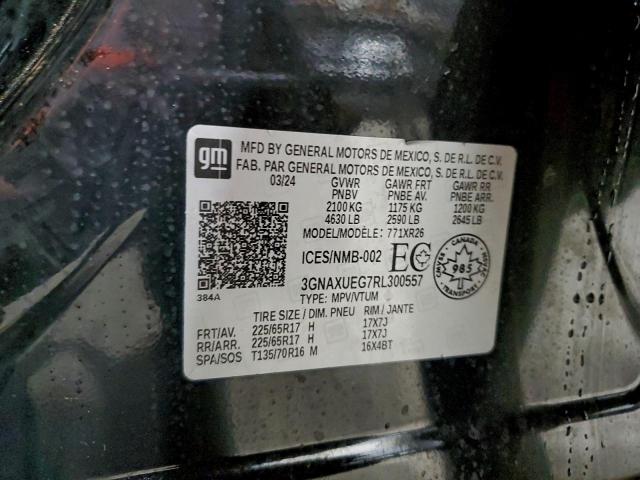 gm
MFD BY GENERAL MOTORS DE MEXICO, S. DE R.L. DE C.V.
FAB. PAR GENERAL MOTORS DE MEXICO, S. DE R.L. DE C.V.
03/24 GVWR GAWR FRT GAWR RR
PNBV PNBE AV. PNBE ARR.
2100 KG 1175 KG 1200 KG
4630 LB 2590 LB 2645 LB
MODEL/MODÈLE: 771XR26
ICES/NMB-002 EC
CANADA
985
3GNAXUEG7RL300557
384A
TYPE: MPV/VTUM
TIRE SIZE / DIM. PNEU RIM / JANTE
FRT/AV. 225/65R17 H 17X7J
RR/ARR. 225/65R17 H 17X7J
SPA/SOS T135/70R16 M 16X4BT